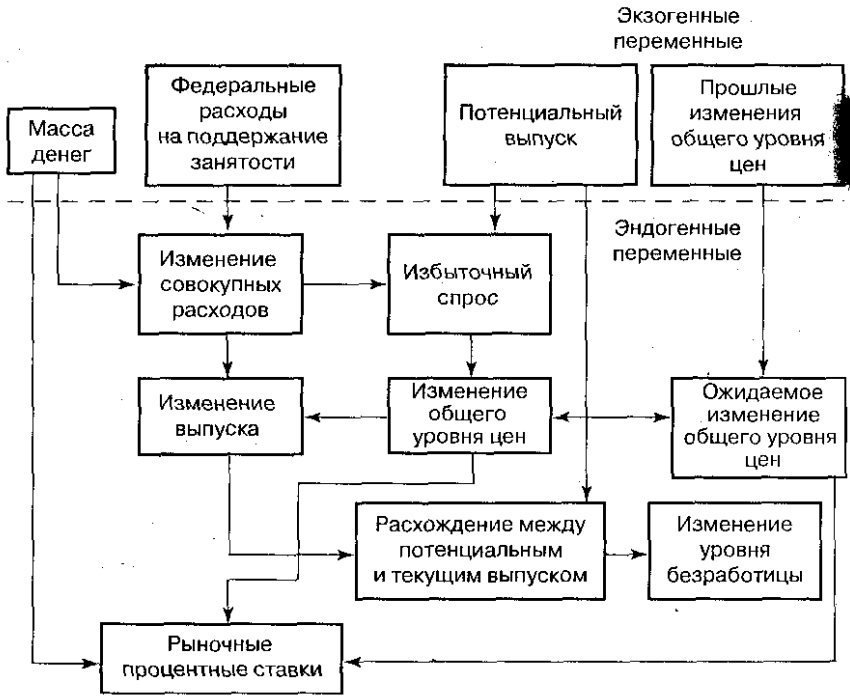 Экзогенные
переменные
Масса
денег
Федеральные
расходы
на поддержание
занятости
Потенциальный
выпуск
Прошлые
изменения
общего уровня
цен
Эндогенные
переменные
Изменение
совокупных
расходов
Избыточный
спрос
Изменение
выпуска
Изменение
общего
уровня цен
Ожидаемое
изменение
общего уровня
цен
Расхождение между
потенциальным
и текущим выпуском
Изменение
уровня
безработицы
Рыночные
процентные ставки